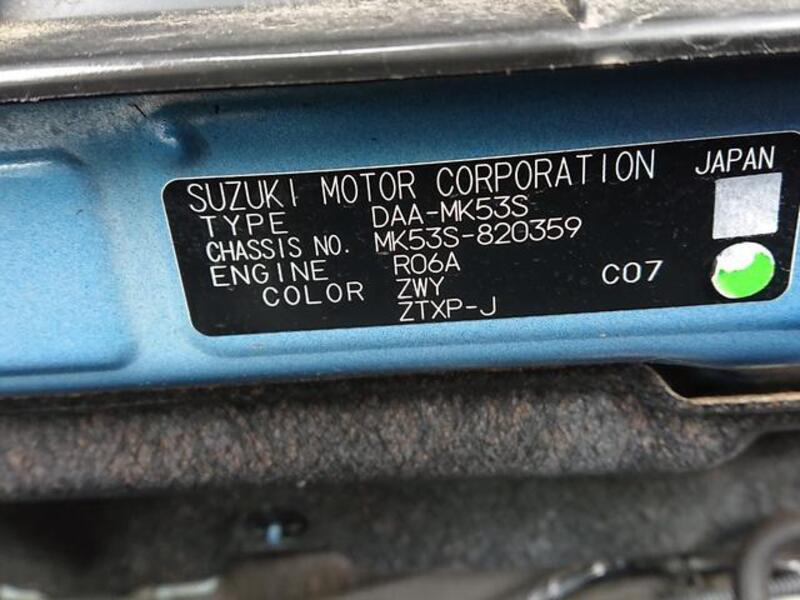 SUZUKI MOTOR CORPORATION JAPAN
TYPE DAA-MK53S
CHASSIS NO. MK53S-820359
ENGINE R06A C07
COLOR ZWY
ZTXP-J